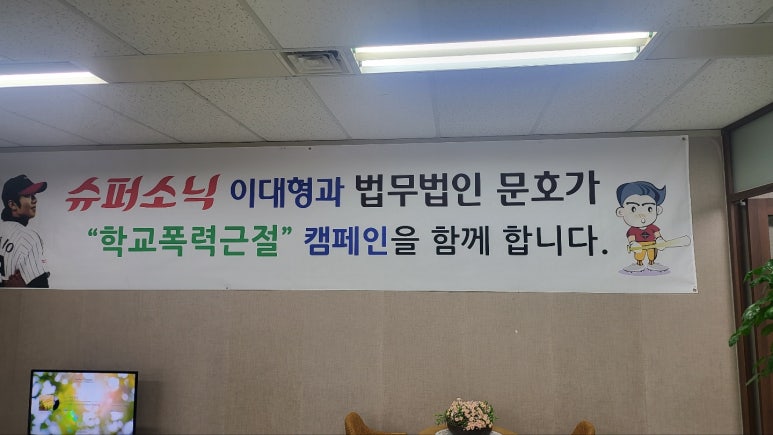 슈퍼소닉 이대형과 법무법인 문호가
“학교폭력근절” 캠페인을 함께 합니다.